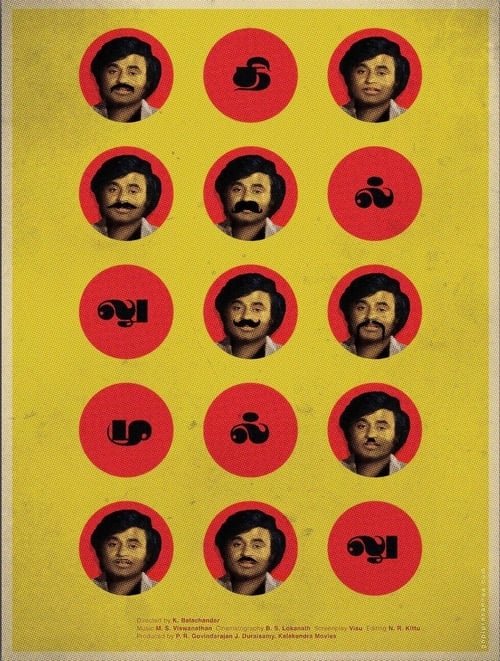 தி
ல்
லு
மு ல்
லு
Directed by K. Balachander
Music M. S. Viswanathan Cinematography B. S. Lokanath Screenplay Visu Editing N. R. Kittu
Produced by P. R. Govindarajan J. Duraisamy, Kalakendra Movies